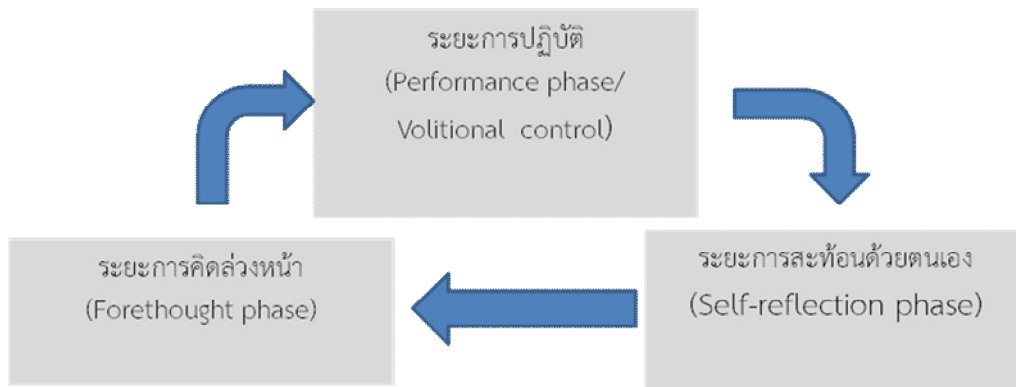 ระยะการปฏิบัติ
(Performance phase/
Volitional control)
ระยะการคิดล่วงหน้า
(Forethought phase)
ระยะการสะท้อนด้วยตนเอง
(Self-reflection phase)